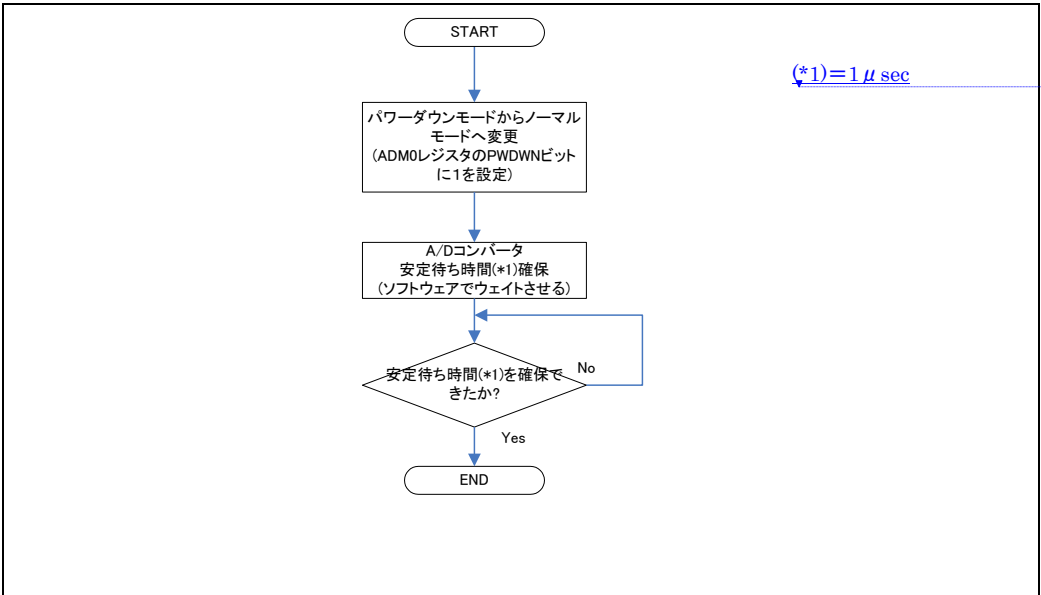 START
(*1)=1μsec
パワーダウンモードからノーマル
モードへ変更
(ADM0レジスタのPWDWNビット
に1を設定)
A/Dコンバータ
安定待ち時間(*1)確保
(ソフトウェアでウェイトさせる)
安定待ち時間(*1)を確保で
きたか?
No
Yes
END